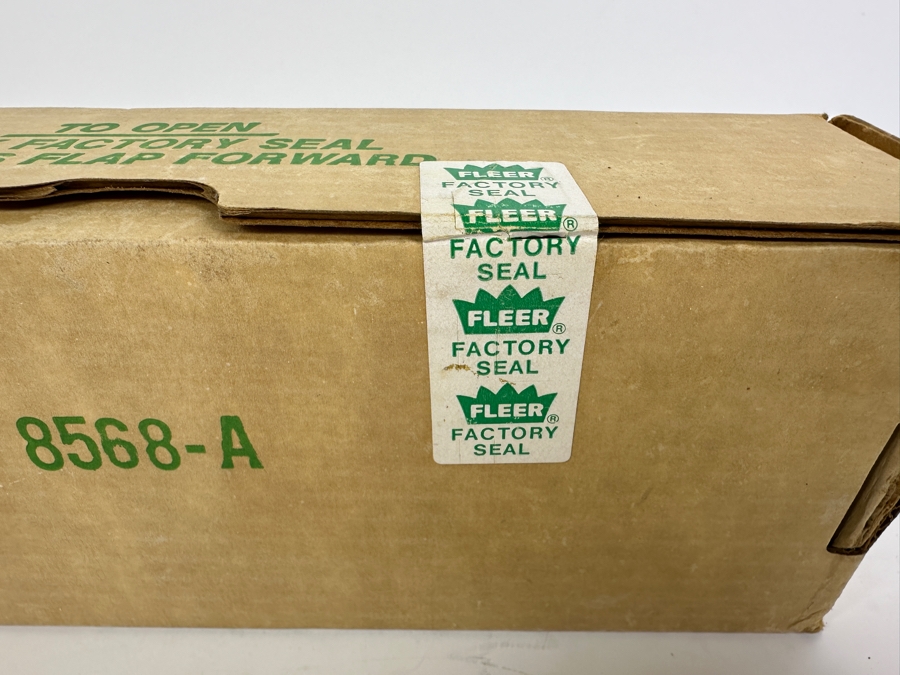 TO OPEN
FACTORY SEAL
FLAP FORWARD
FLEER®
FACTORY
SEAL
FLEER®
FACTORY
SEAL
FLEER®
FACTORY
SEAL
FLEER®
FACTORY
SEAL
8568-A